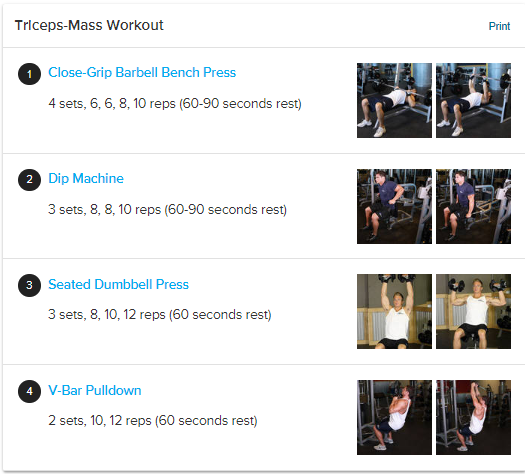 Triceps-Mass Workout
Print
1
Close-Grip Barbell Bench Press
4 sets, 6, 6, 8, 10 reps (60-90 seconds rest)
2
Dip Machine
3 sets, 8, 8, 10 reps (60-90 seconds rest)
3
Seated Dumbbell Press
3 sets, 8, 10, 12 reps (60 seconds rest)
4
V-Bar Pulldown
2 sets, 10, 12 reps (60 seconds rest)